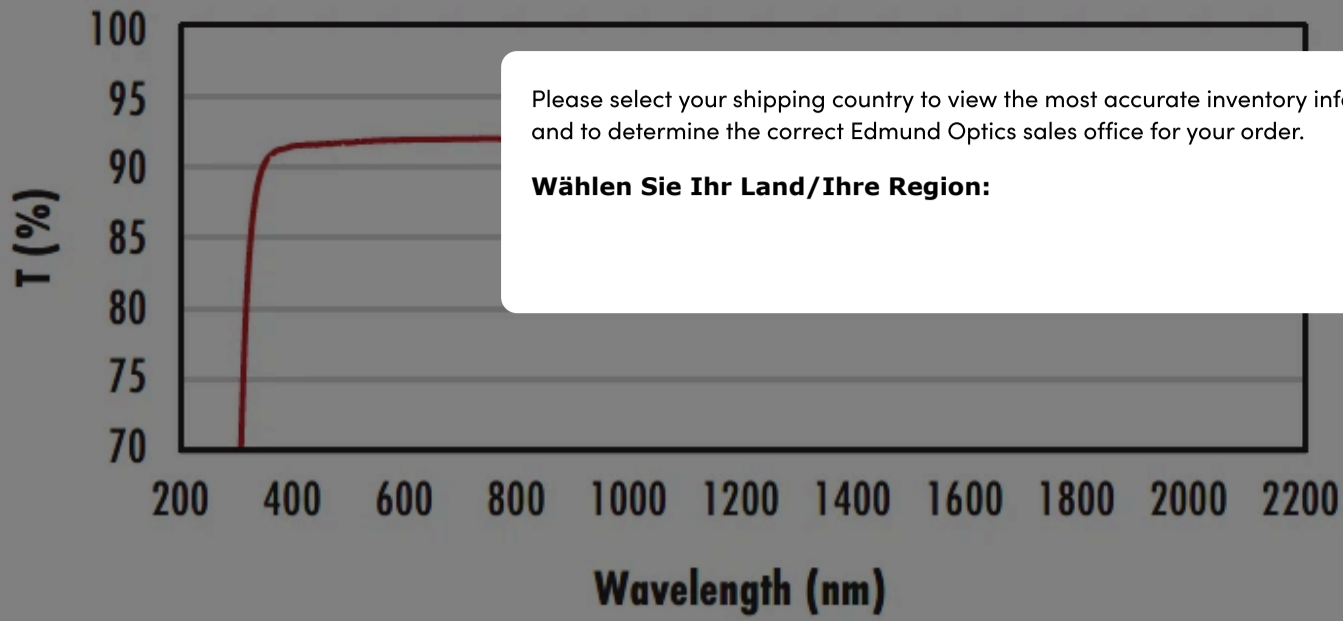 100
95
90
85
80
75
70
T (%)
Please select your shipping country to view the most accurate inventory
and to determine the correct Edmund Optics sales office for your order.
Wählen Sie Ihr Land/Ihre Region:
200 400 600 800 1000 1200 1400 1600 1800 2000 2200
Wavelength (nm)